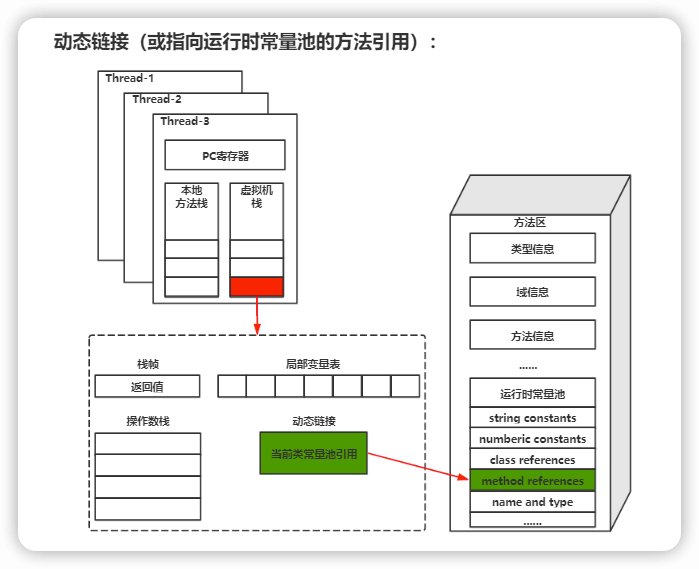 动态链接（或指向运行时常量池的方法引用）：
Thread-1
Thread-2
Thread-3
PC寄存器
本地
方法栈
虚拟机
栈
栈帧
返回值
局部变量表
操作数栈
动态链接
当前类常量池引用
方法区
类型信息
域信息
方法信息
......
运行时常量池
string constants
numberic constants
class references
method references
name and type
......